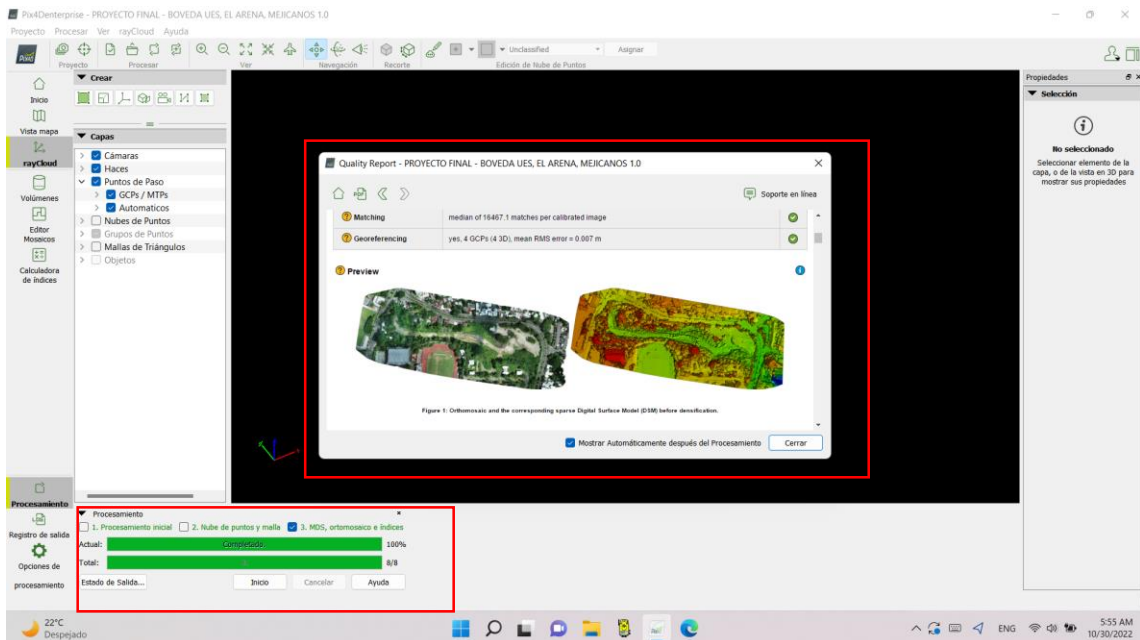 Pix4Denterprise - PROYECTO FINAL - BOVEDA UES, EL ARENA, MEJICANOS 1.0
Proyecto Procesar Ver rayCloud Ayuda
Unclassified Asignar
Proyecto Procesar Ver Navegación Recorte Edición de Nube de Puntos
Inicio
Vista mapa
rayCloud
Volúmenes
Editor
Mosaicos
Calculadora
de índices
Crear
Capas
Cámaras
Haces
Puntos de Paso
GCPs / MTPs
Automaticos
Nubes de Puntos
Grupos de Puntos
Mallas de Triángulos
Objetos
Quality Report - PROYECTO FINAL - BOVEDA UES, EL ARENA, MEJICANOS 1.0
Soporte en línea
Matching median of 16467.1 matches per calibrated image
Georeferencing yes, 4 GCPs (4 3D), mean RMS error = 0.007 m
Preview
Figure 1: Orthomosaic and the corresponding sparse Digital Surface Model (DSM) before densification.
Mostrar Automáticamente después del Procesamiento Cerrar
Propiedades
Selección
No seleccionado
Seleccionar elemento de la
capa, o de la vista en 3D para
mostrar sus propiedades
Procesamiento
Registro de salida
Opciones de
procesamiento
Procesamiento
1. Procesamiento inicial 2. Nube de puntos y malla 3. MDS, ortomosaico e índices
Actual: Completado 100%
Total: 8/8
Estado de Salida... Inicio Cancelar Ayuda
22°C
Despejado
ENG
5:55 AM
10/30/2022